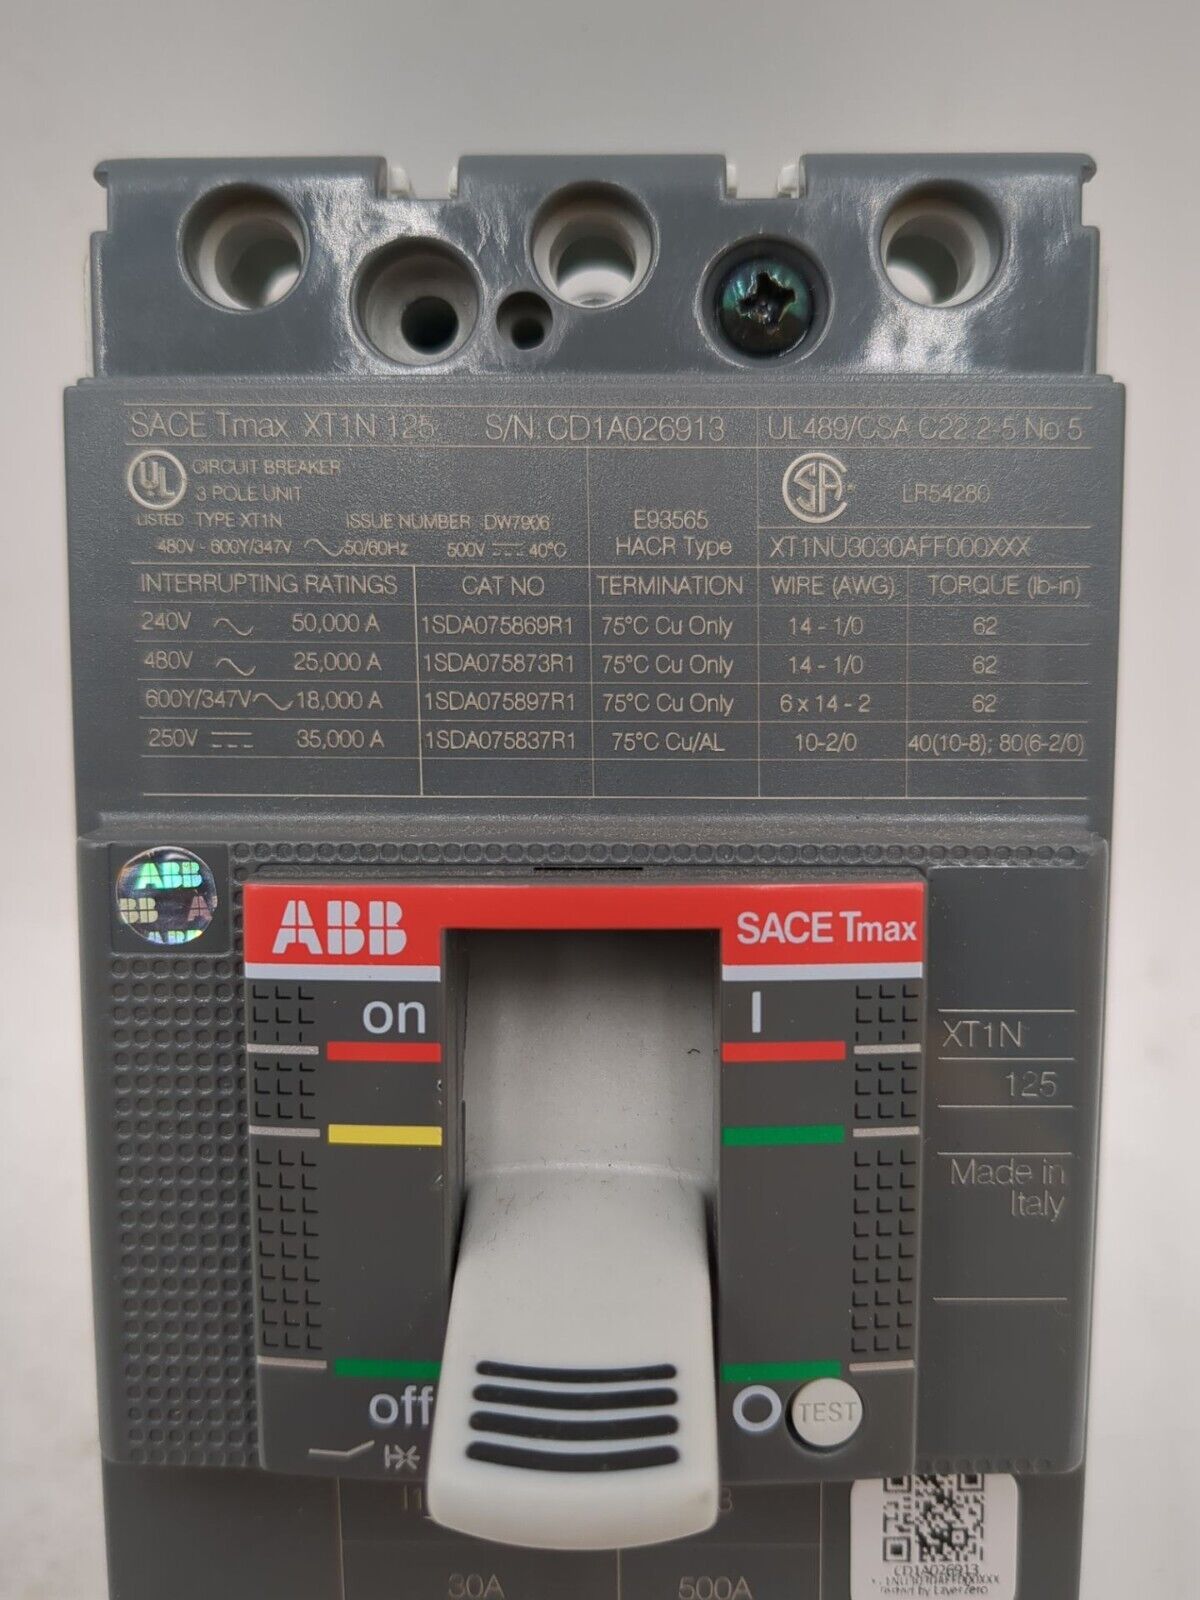 SACE Tmax XT1N 125 S/N: CD1A026913 UL489/CSA C22.2-5 No 5
UL CIRCUIT BREAKER
3 POLE UNIT
LISTED TYPE XT1N ISSUE NUMBER DW7906
480V - 600Y/347V 50/60Hz 500V 40°C
E93565
HACR Type
SA LR54280
XT1NU3030AFF000XXX
INTERRUPTING RATINGS CAT NO TERMINATION WIRE (AWG) TORQUE (lb-in)
240V 50,000 A 1SDA075869R1 75°C Cu Only 14 - 1/0 62
480V 25,000 A 1SDA075873R1 75°C Cu Only 14 - 1/0 62
600Y/347V 18,000 A 1SDA075897R1 75°C Cu Only 6 x 14 - 2 62
250V 35,000 A 1SDA075837R1 75°C Cu/AL 10-2/0 40(10-8); 80(6-2/0)
ABB
BB A
ABB
ABB SACE Tmax
on I
XT1N
125
Made in
Italy
off O TEST
30A 500A
CD1A026913